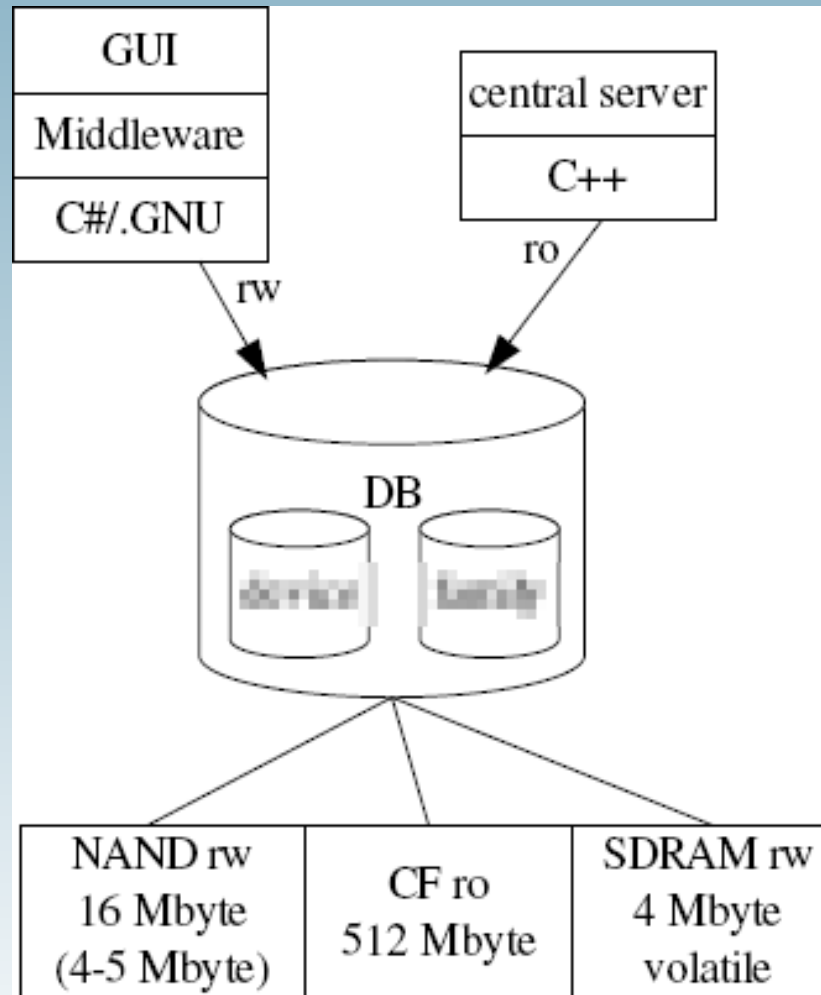 GUI
Middleware
C#/.GNU
central server
C++
rw
ro
DB
device
NAND rw
16 Mbyte
(4-5 Mbyte)
CF ro
512 Mbyte
SDRAM rw
4 Mbyte
volatile